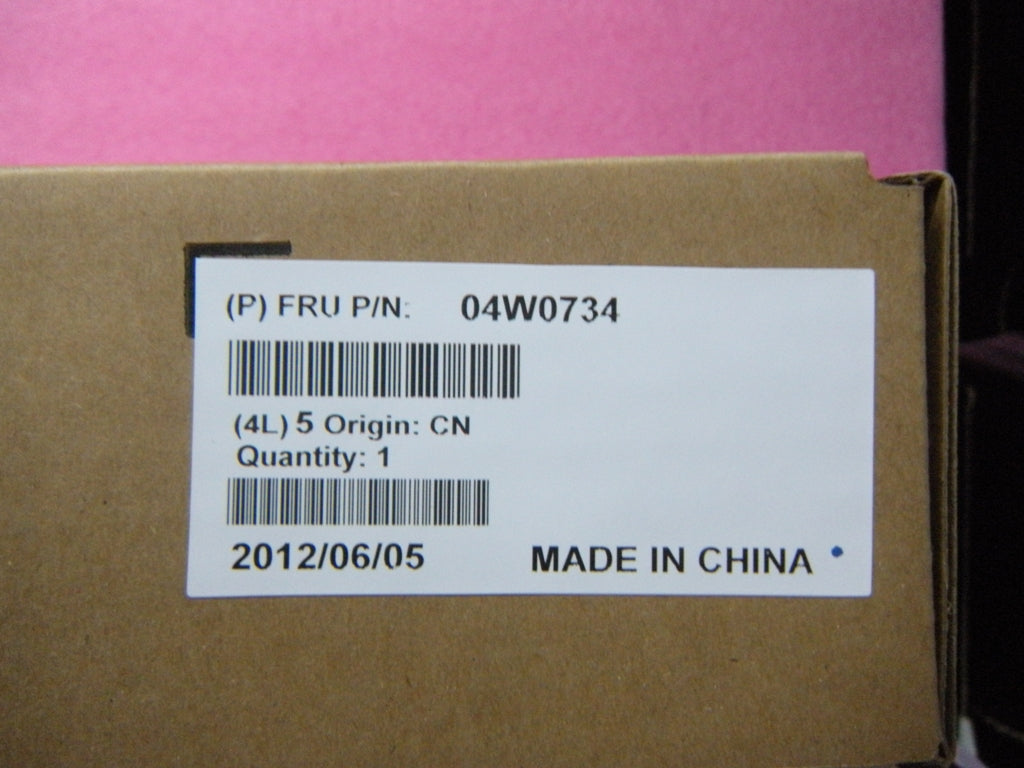 (P) FRU P/N: 04W0734
(4L) 5 Origin: CN
Quantity: 1
2012/06/05 MADE IN CHINA